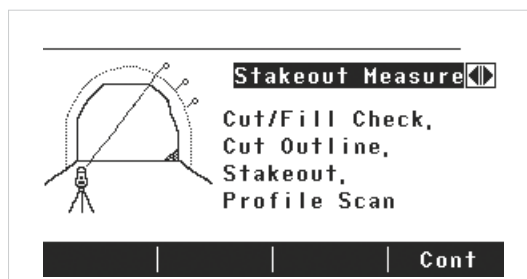 Stakeout Measure
Cut/Fill Check,
Cut Outline,
Stakeout,
Profile Scan
Cont